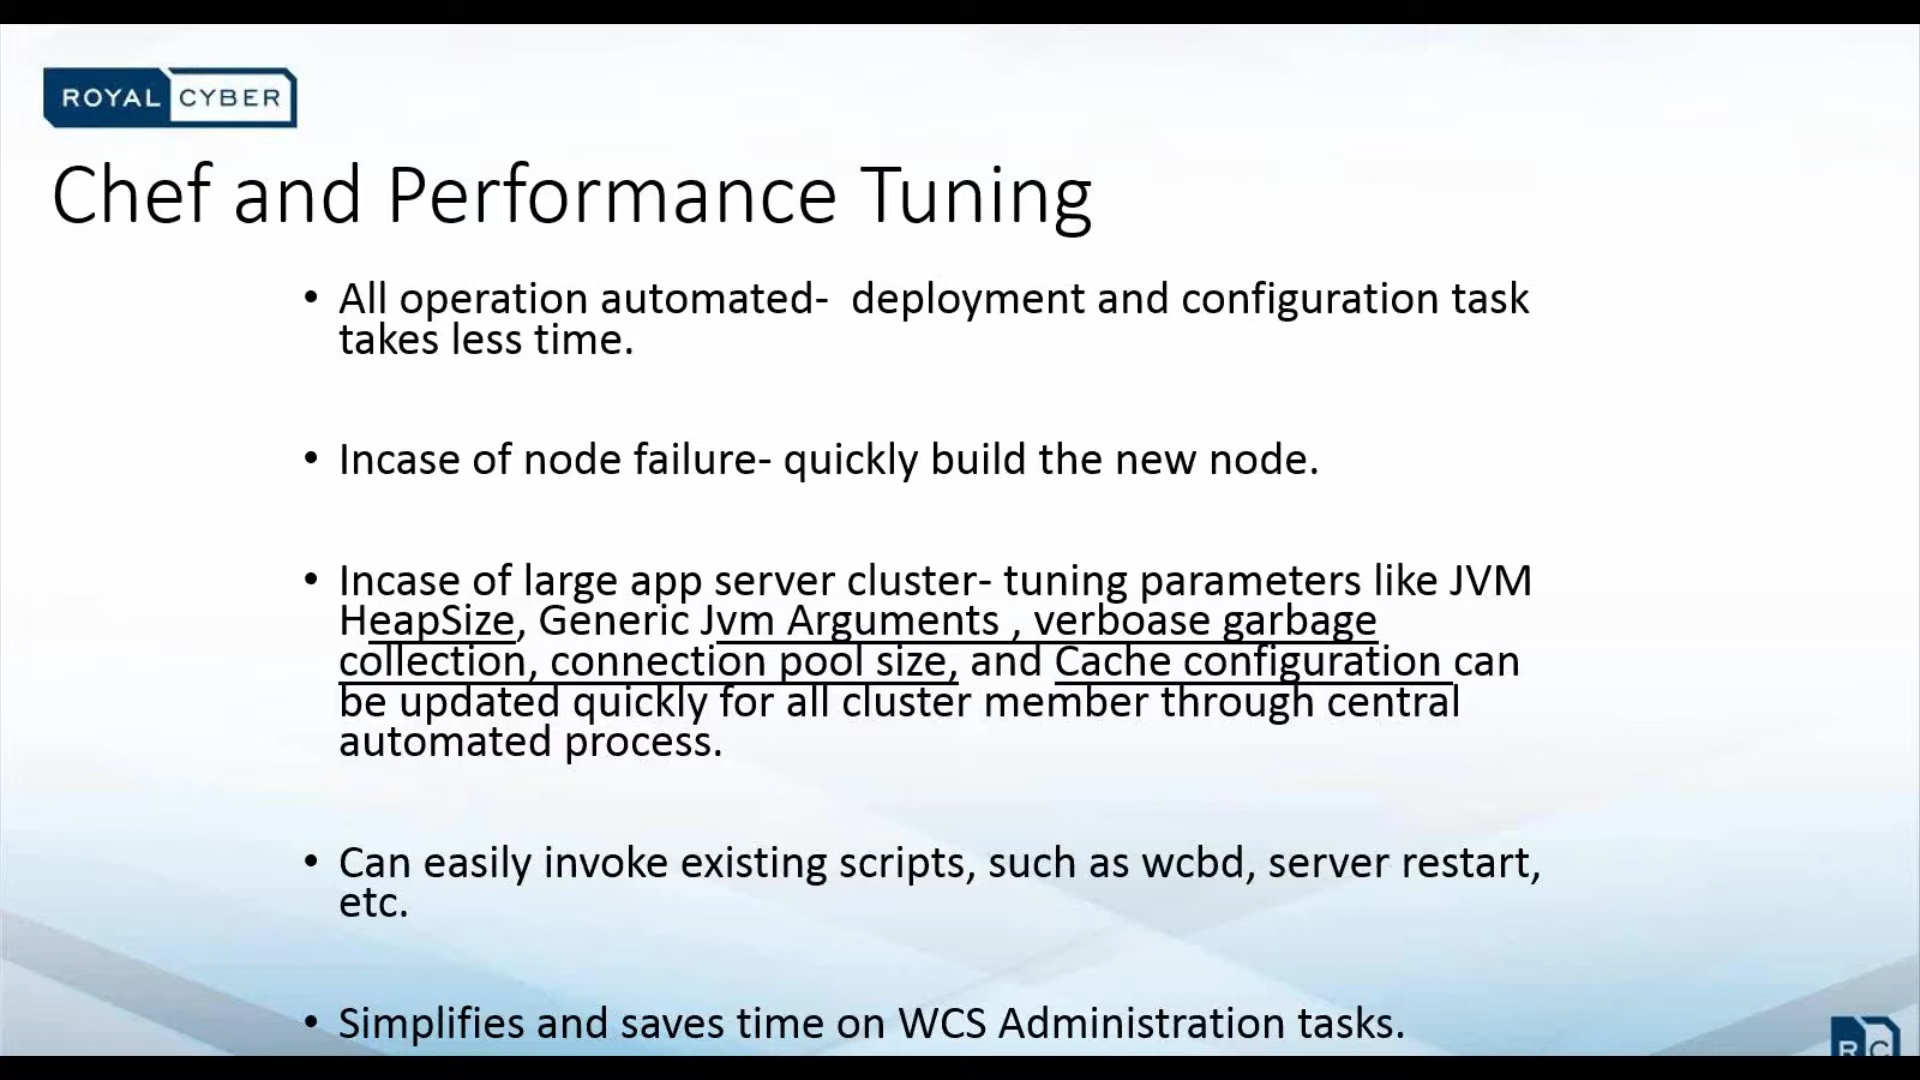 ROYAL CYBER
Chef and Performance Tuning
• All operation automated-  deployment and configuration task
takes less time.
• Incase of node failure- quickly build the new node.
• Incase of large app server cluster- tuning parameters like JVM
HeapSize, Generic Jvm Arguments , verboase garbage
collection, connection pool size, and Cache configuration can
be updated quickly for all cluster member through central
automated process.
• Can easily invoke existing scripts, such as wcbd, server restart,
etc.
• Simplifies and saves time on WCS Administration tasks.
R C